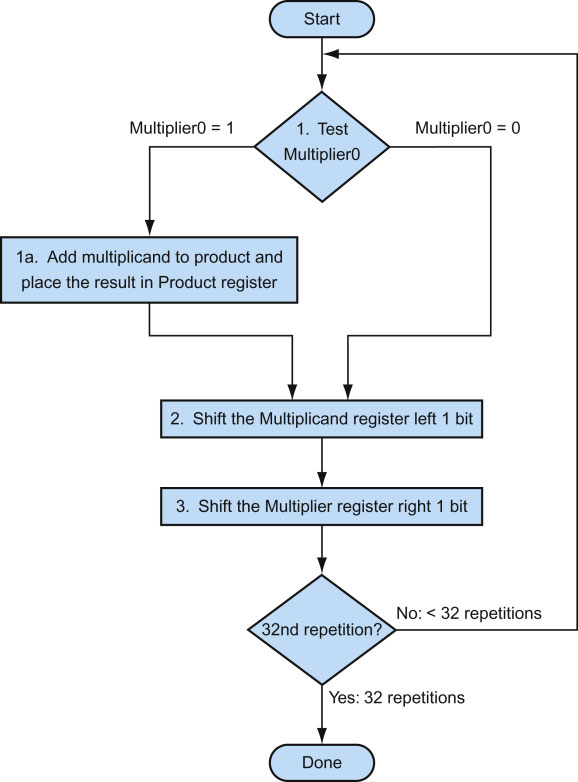 Start
Multiplier0 = 1
1. Test
Multiplier0
Multiplier0 = 0
1a. Add multiplicand to product and
place the result in Product register
2. Shift the Multiplicand register left 1 bit
3. Shift the Multiplier register right 1 bit
32nd repetition?
No: < 32 repetitions
Yes: 32 repetitions
Done